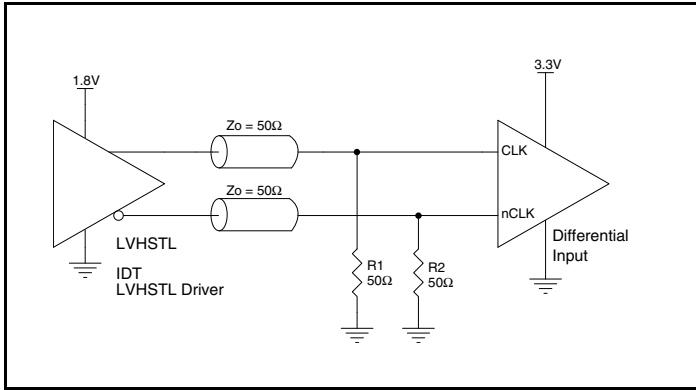 1.8V
3.3V
Zo = 50Ω
CLK
Zo = 50Ω
nCLK
LVHSTL
Differential
Input
IDT
LVHSTL Driver
R1
50Ω
R2
50Ω